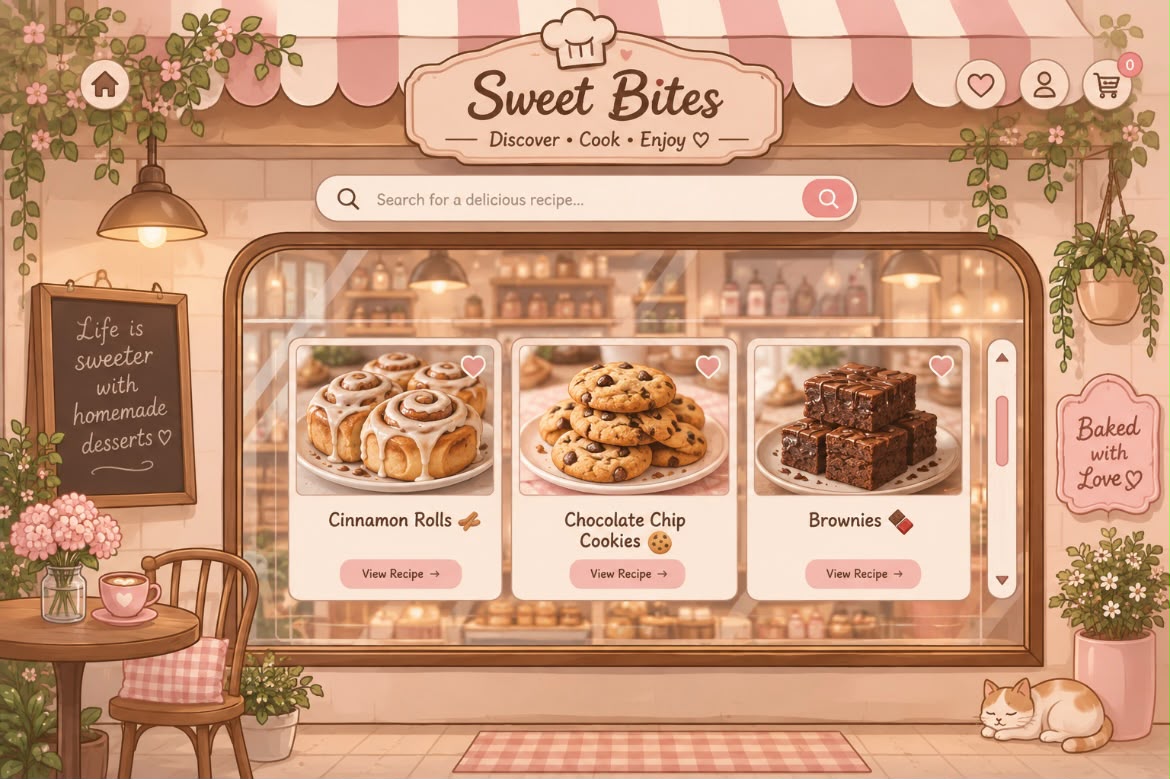 Sweet Bites
Discover • Cook • Enjoy ♡
0
Search for a delicious recipe...
Life is
sweeter
with
homemade
desserts ♡
Cinnamon Rolls
View Recipe →
Chocolate Chip
Cookies 🍪
View Recipe →
Brownies 🍫
View Recipe →
Baked
with
Love ♡